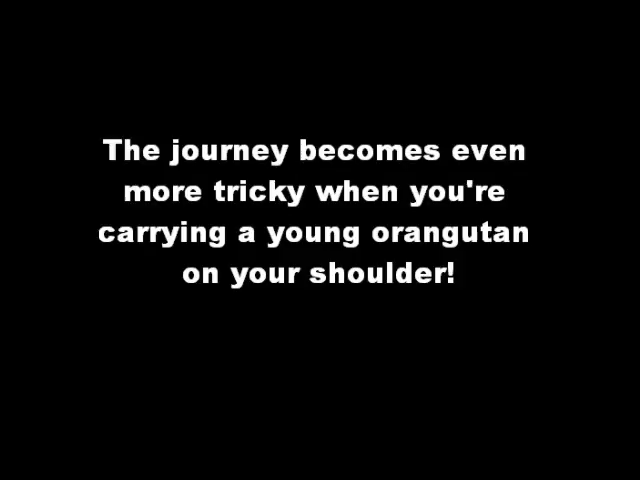 The journey becomes even
more tricky when you're
carrying a young orangutan
on your shoulder!